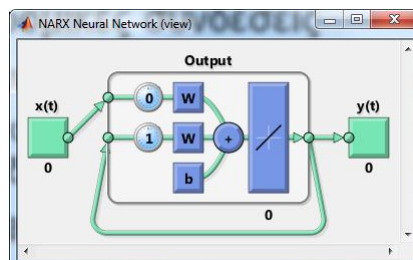 NARX Neural Network (view)
Output
x(t)
0
W
y(t)
1
W
+
b
0
0
0